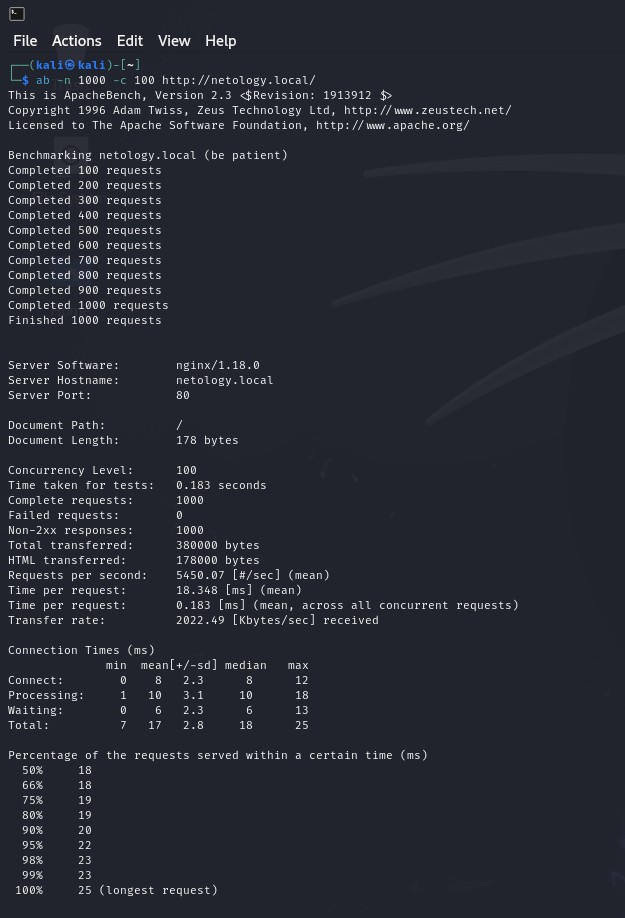 File Actions Edit View Help
┌──(kali㉿kali)-[~]
└─$ ab -n 1000 -c 100 http://netology.local/
This is ApacheBench, Version 2.3 <$Revision: 1913912 $>
Copyright 1996 Adam Twiss, Zeus Technology Ltd, http://www.zeustech.net/
Licensed to The Apache Software Foundation, http://www.apache.org/

Benchmarking netology.local (be patient)
Completed 100 requests
Completed 200 requests
Completed 300 requests
Completed 400 requests
Completed 500 requests
Completed 600 requests
Completed 700 requests
Completed 800 requests
Completed 900 requests
Completed 1000 requests
Finished 1000 requests

Server Software:        nginx/1.18.0
Server Hostname:        netology.local
Server Port:            80

Document Path:          /
Document Length:        178 bytes

Concurrency Level:      100
Time taken for tests:   0.183 seconds
Complete requests:      1000
Failed requests:        0
Non-2xx responses:      1000
Total transferred:      380000 bytes
HTML transferred:       178000 bytes
Requests per second:    5450.07 [#/sec] (mean)
Time per request:       18.348 [ms] (mean)
Time per request:       0.183 [ms] (mean, across all concurrent requests)
Transfer rate:          2022.49 [Kbytes/sec] received

Connection Times (ms)
              min  mean[+/-sd] median   max
Connect:        0    8   2.3      8      12
Processing:     1   10   3.1     10      18
Waiting:        0    6   2.3      6      13
Total:          7   17   2.8     18      25

Percentage of the requests served within a certain time (ms)
  50%     18
  66%     18
  75%     19
  80%     19
  90%     20
  95%     22
  98%     23
  99%     23
 100%     25 (longest request)